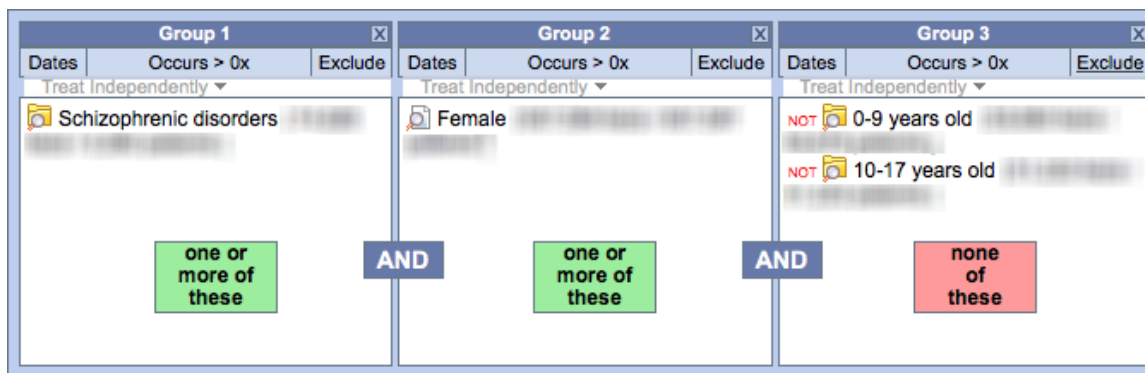 Group 1 X
Dates Occurs > 0x Exclude
Treat Independently
Schizophrenic disorders
one or
more of
these
AND
Group 2 X
Dates Occurs > 0x Exclude
Treat Independently
Female
one or
more of
these
AND
Group 3 X
Dates Occurs > 0x Exclude
Treat Independently
NOT 0-9 years old
NOT 10-17 years old
none
of
these